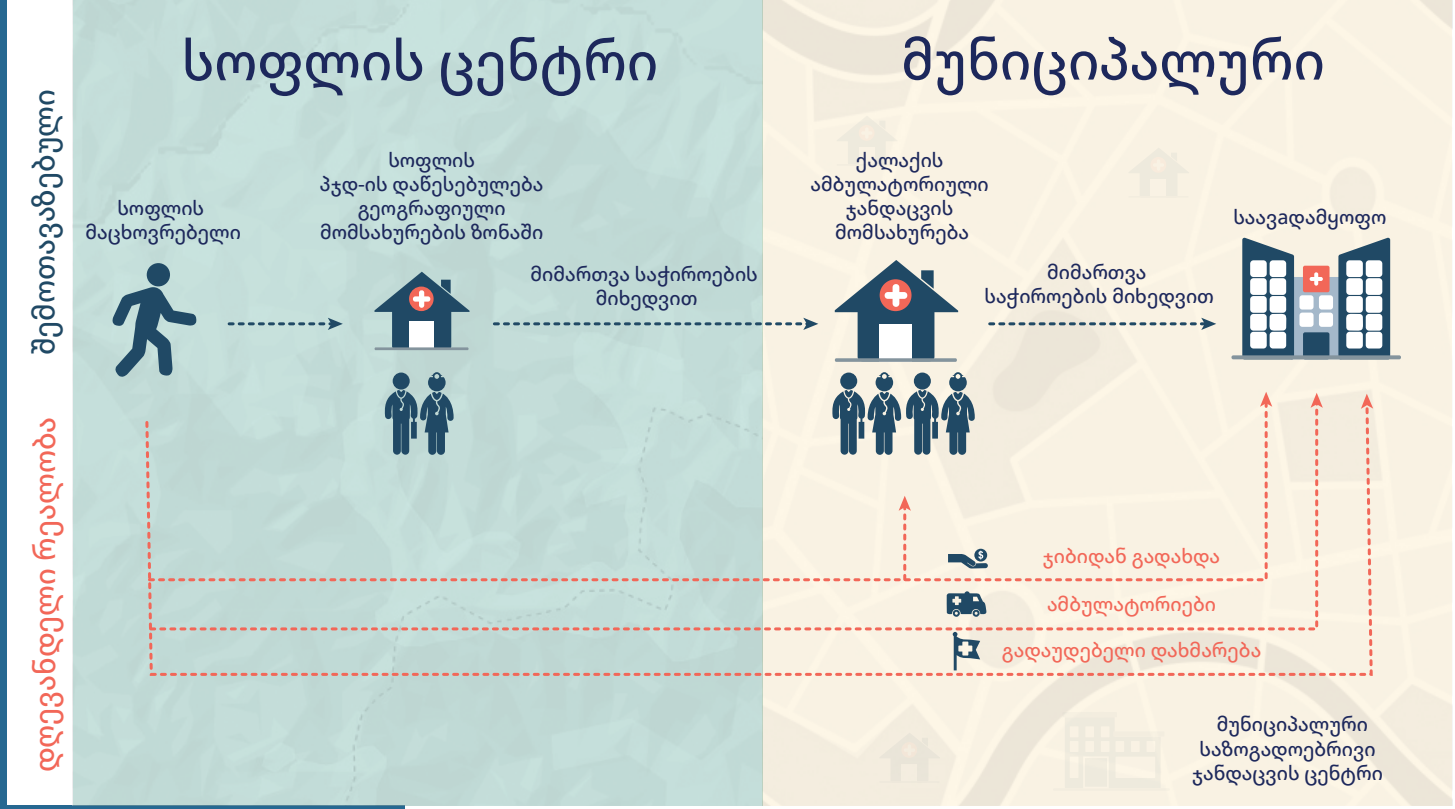 სოფლის ცენტრი
მუნიციპალური
შემოთავაზებული
სოფლის
მაცხოვრებელი
სოფლის
პჯდ-ის დაწესებულება
გეოგრაფიული
მომსახურების ზონაში
მიმართვა საჭიროების
მიხედვით
ქალაქის
ამბულატორიული
ჯანდაცვის
მომსახურება
მიმართვა
საჭიროების მიხედვით
საავადამყოფო
დღევანდელი რეალობა
$
ჯიბიდან გადახდა
ამბულატორიები
გადაუდებელი დახმარება
მუნიციპალური
საზოგადოებრივი
ჯანდაცვის ცენტრი